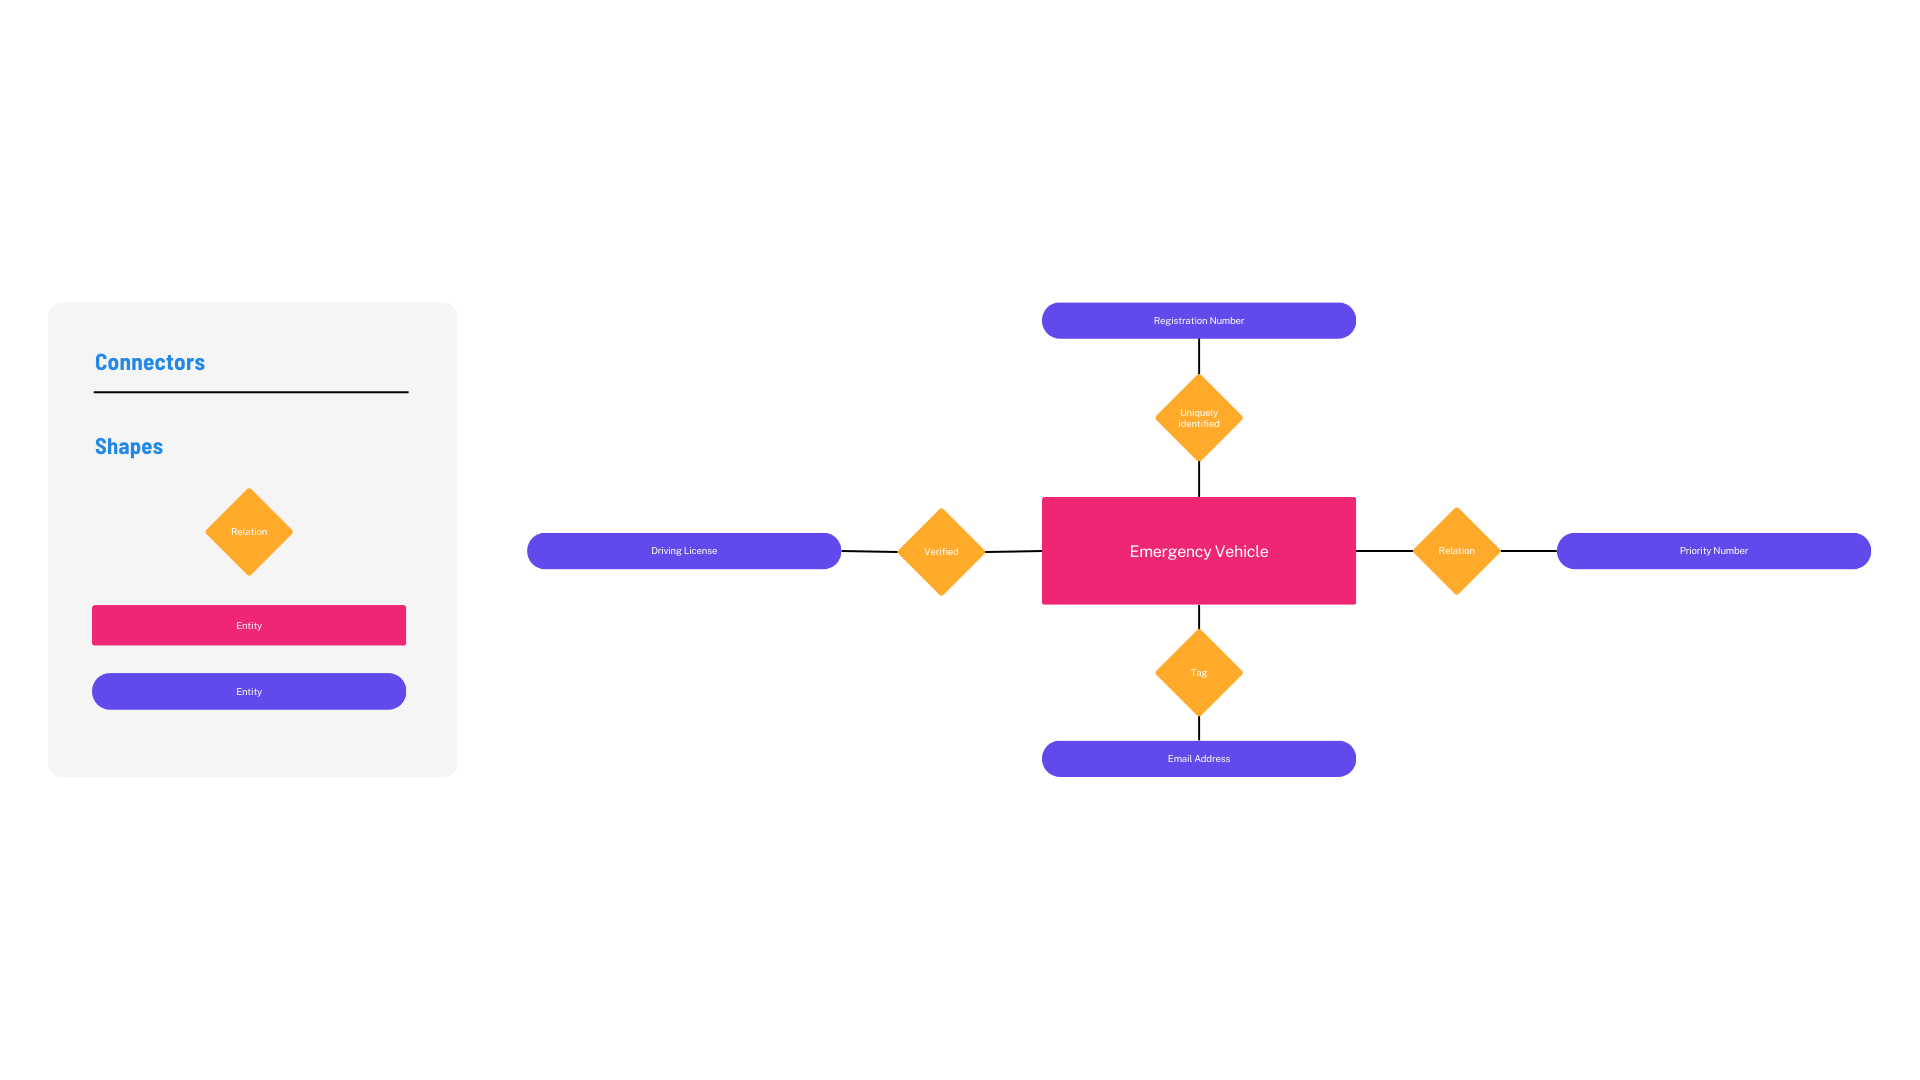 Connectors
Shapes
Relation
Entity
Entity
Registration Number
Uniquely
identified
Driving License
Verified
Emergency Vehicle
Relation
Priority Number
Tag
Email Address